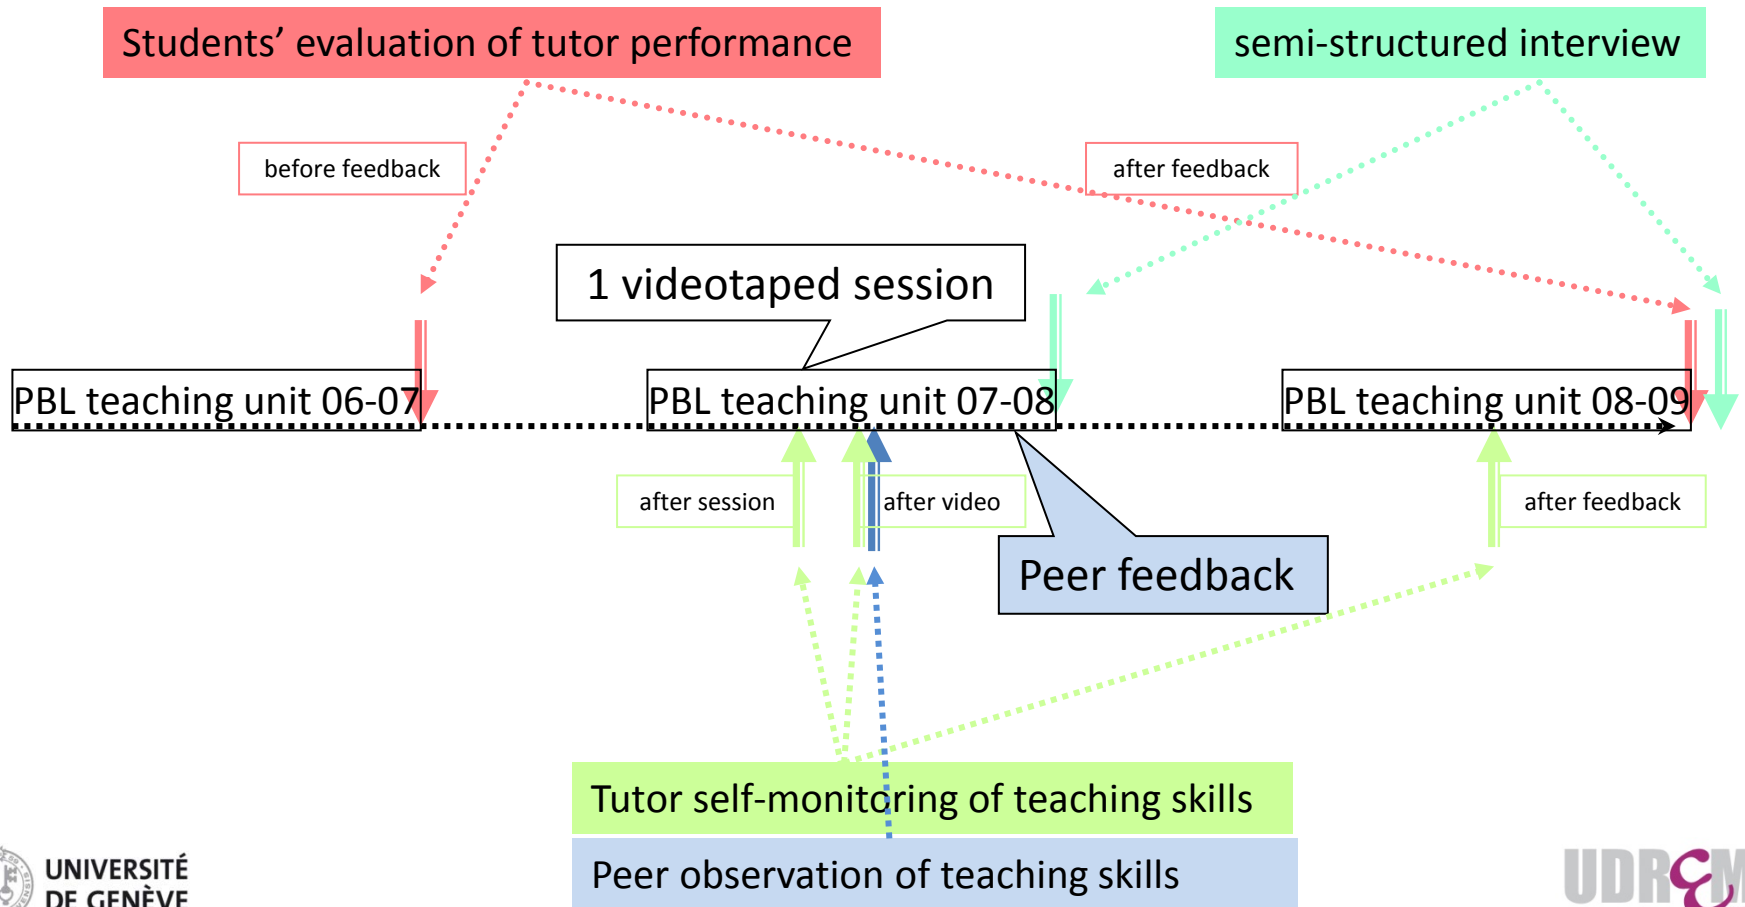 Students’ evaluation of tutor performance
semi-structured interview
before feedback
after feedback
1 videotaped session
PBL teaching unit 06-07
PBL teaching unit 07-08
PBL teaching unit 08-09
after session
after video
after feedback
Peer feedback
Tutor self-monitoring of teaching skills
Peer observation of teaching skills
UNIVERSITÉ
DE GENÈVE
UDREM